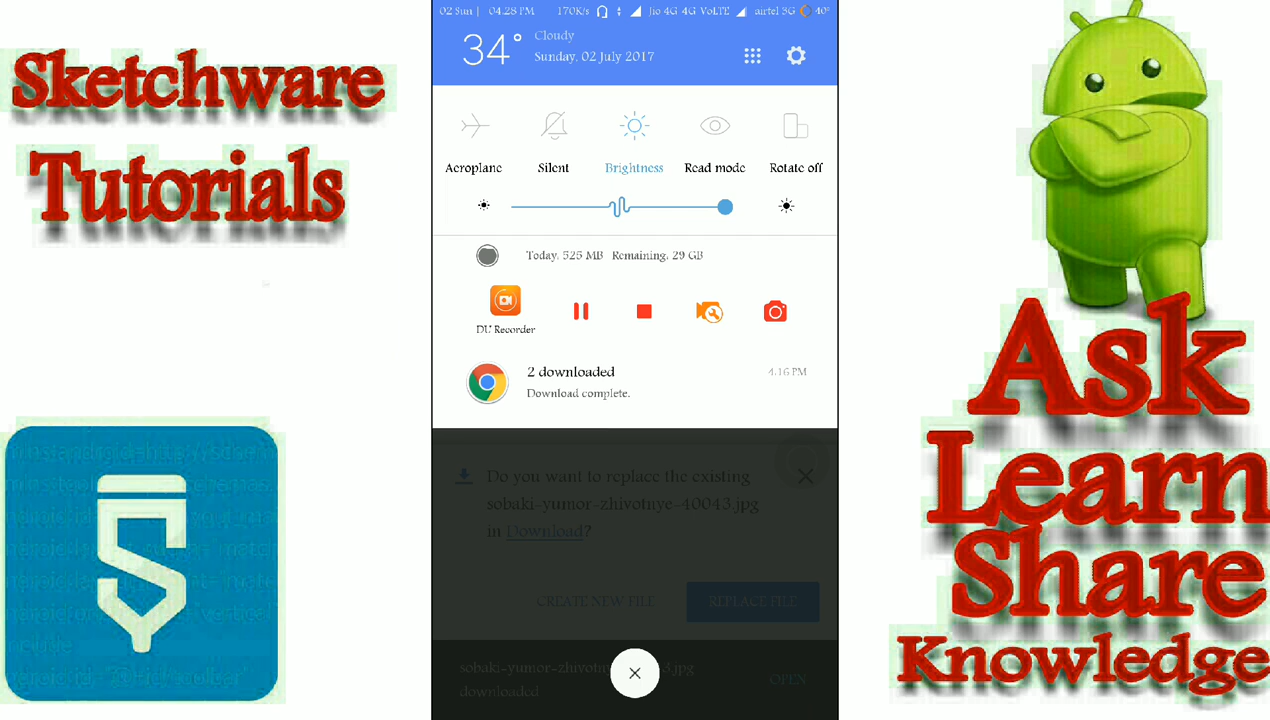 Sketchware
Tutorials
02 Sun | 04.28 PM 170K/s Jio 4G 4G VoLTE airtel 3G 40°
34°
Cloudy
Sunday, 02 July 2017
Aeroplane Silent Brightness Read mode Rotate off
Today, 525 MB Remaining, 29 GB
DU Recorder
2 downloaded 4.16 PM
Download complete.
Do you want to replace the existing
sobaki-yumor-zhivotnye-40043.jpg
in Download?
CREATE NEW FILE REPLACE FILE
OPEN
downloaded
Ask
Learn
Share
Knowledge